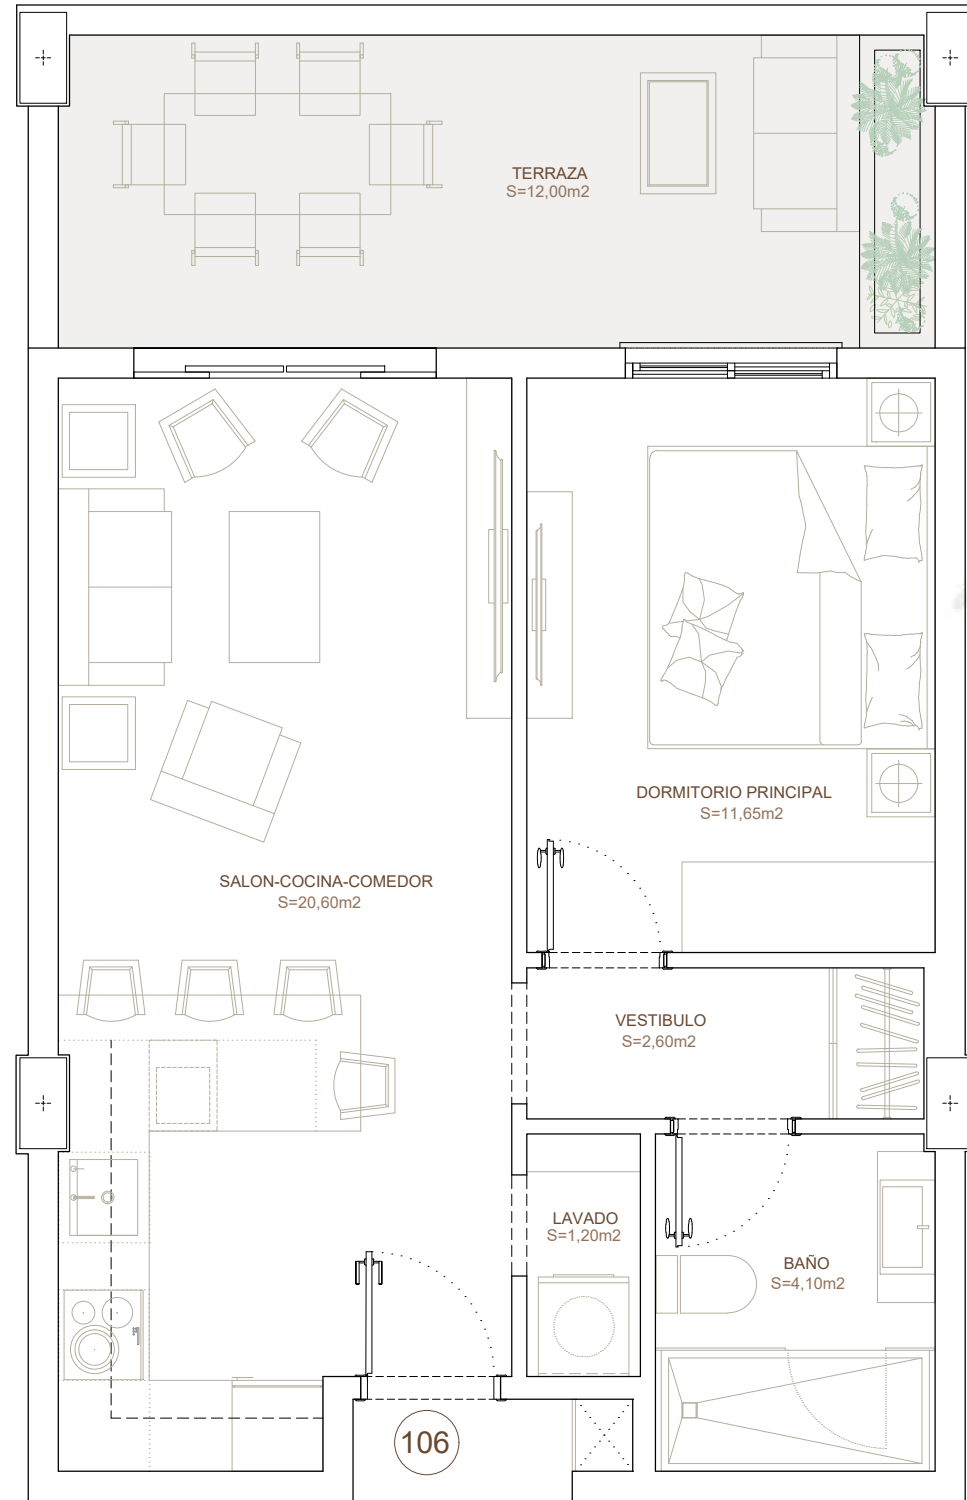 TERRAZA
S=12,00m2
DORMITORIO PRINCIPAL
S=11,65m2
SALON-COCINA-COMEDOR
S=20,60m2
VESTIBULO
S=2,60m2
LAVADO
S=1,20m2
BAÑO
S=4,10m2
106